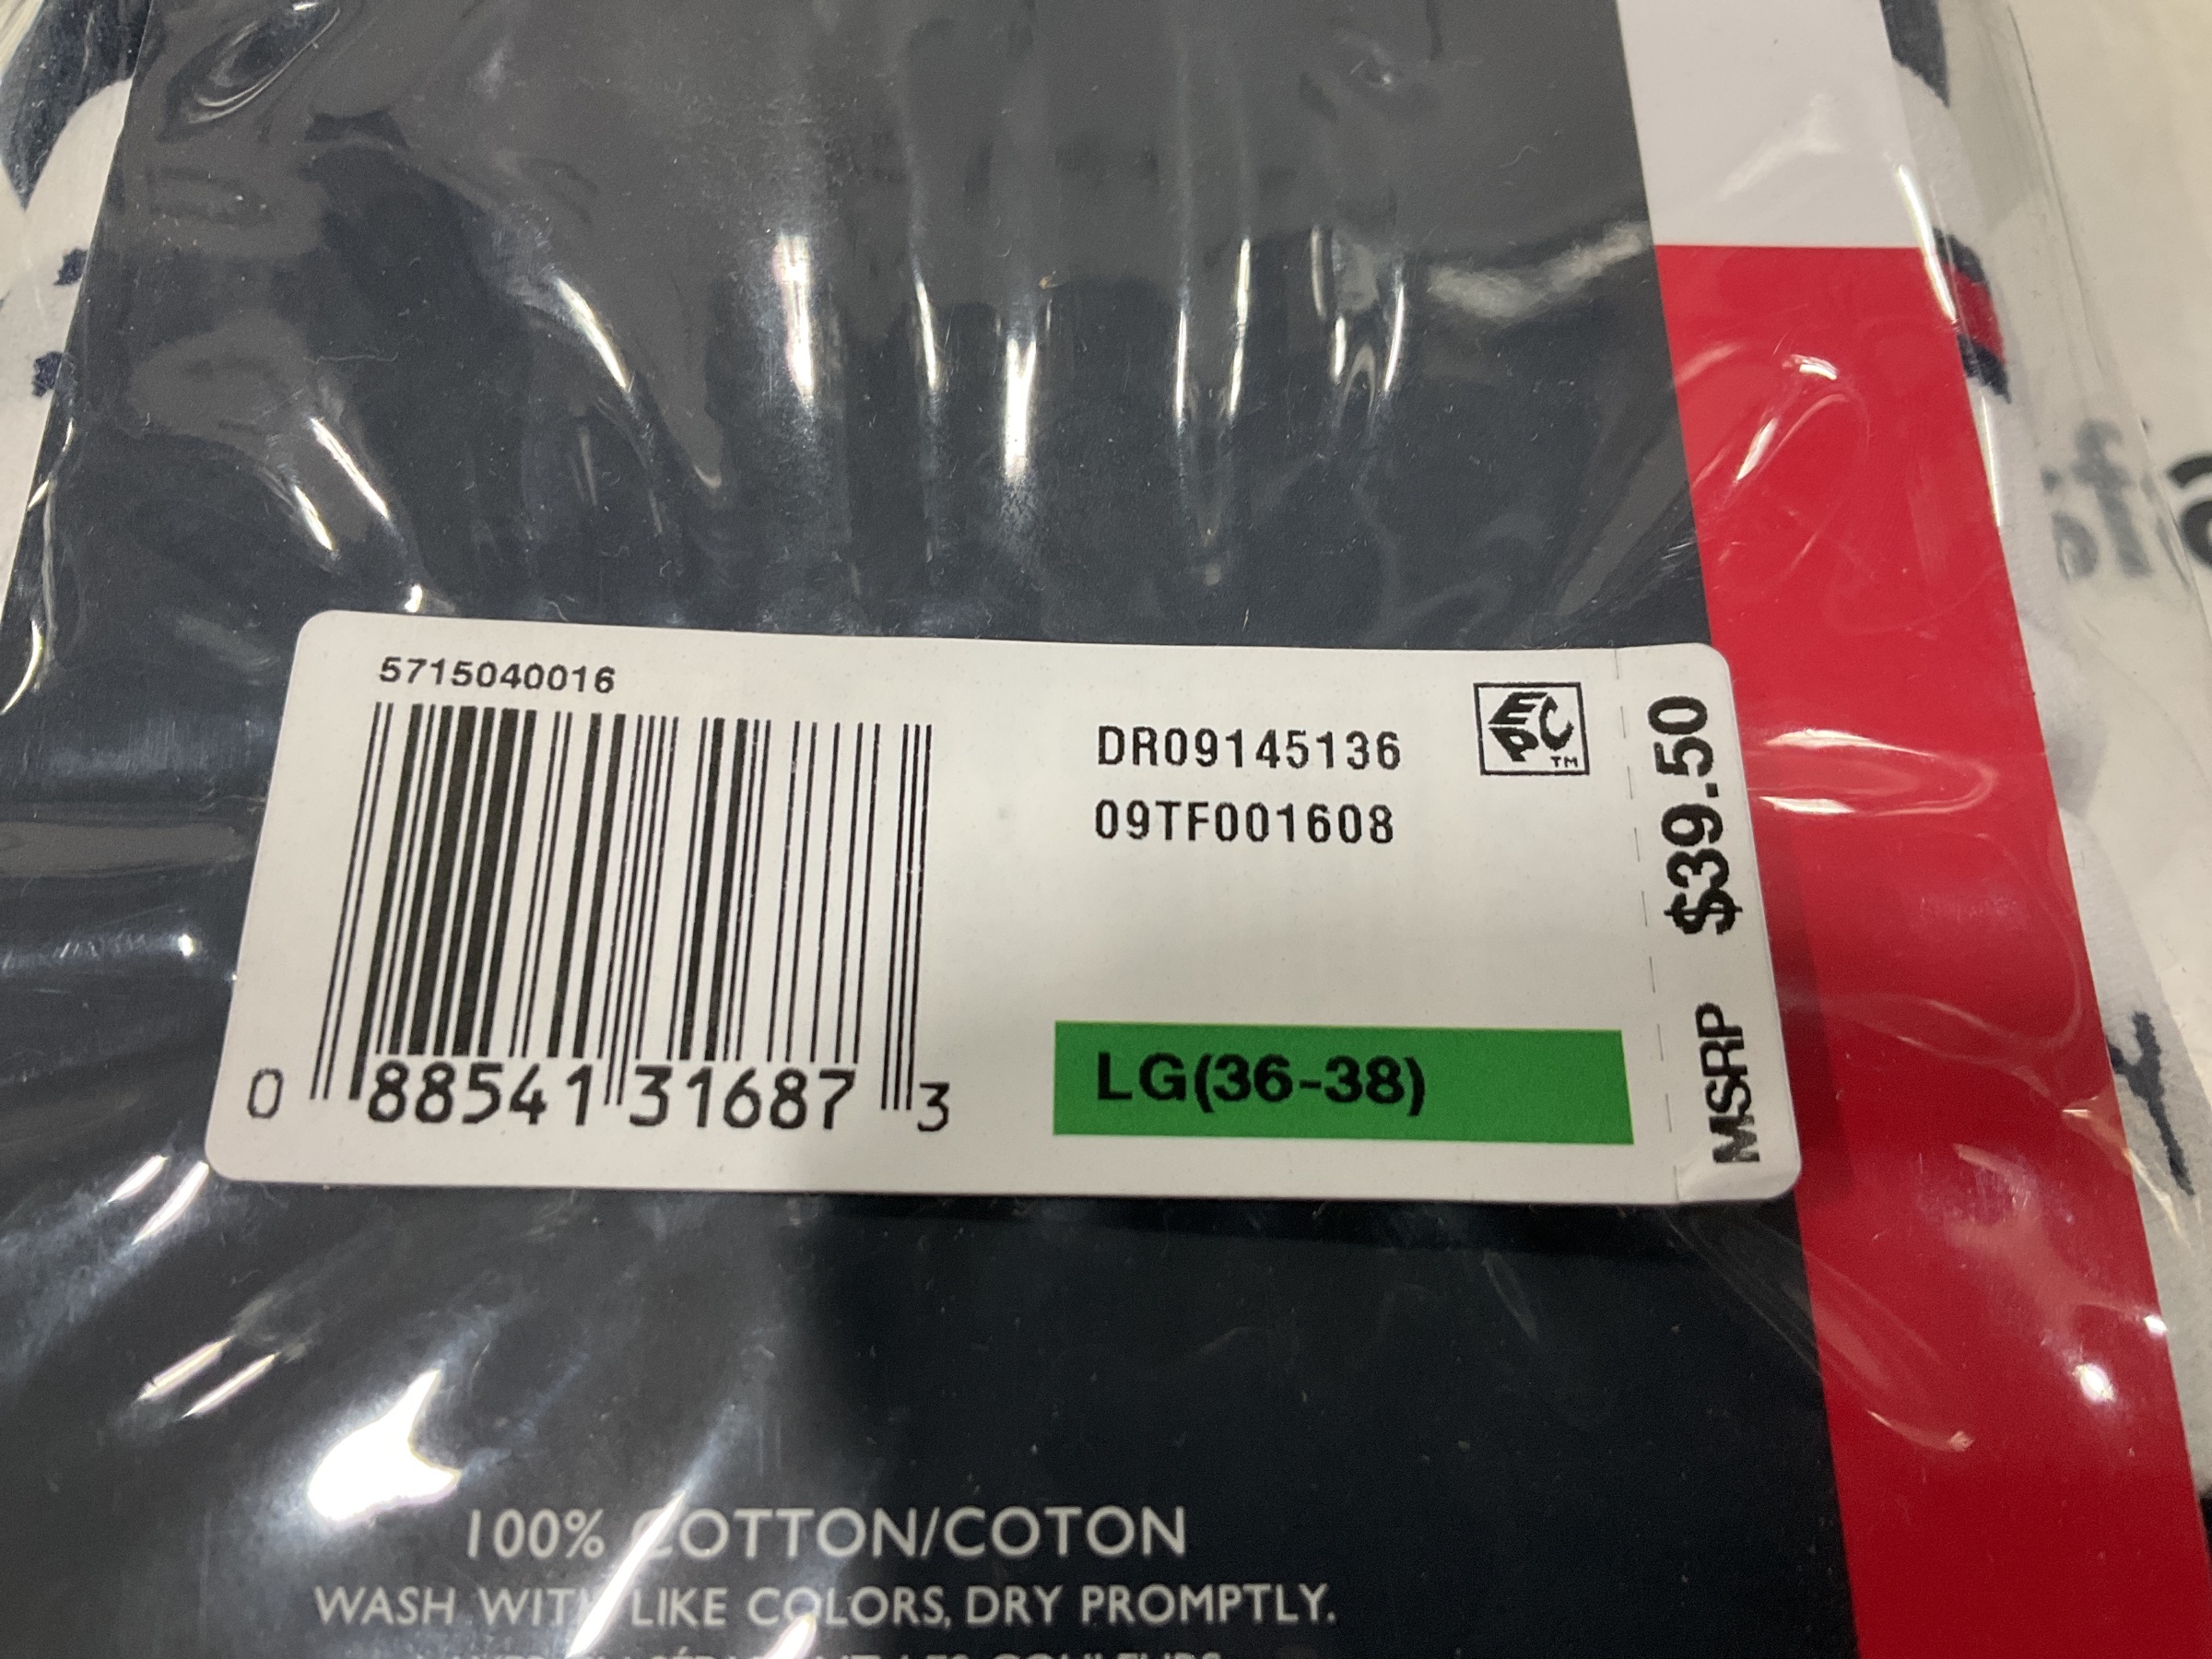 5715040016
DR09145136
09TF001608
EPC
TM
MSRP $39.50
LG(36-38)
0 88541 31687 3
100% COTTON/COTON
WASH WITH LIKE COLORS, DRY PROMPTLY.